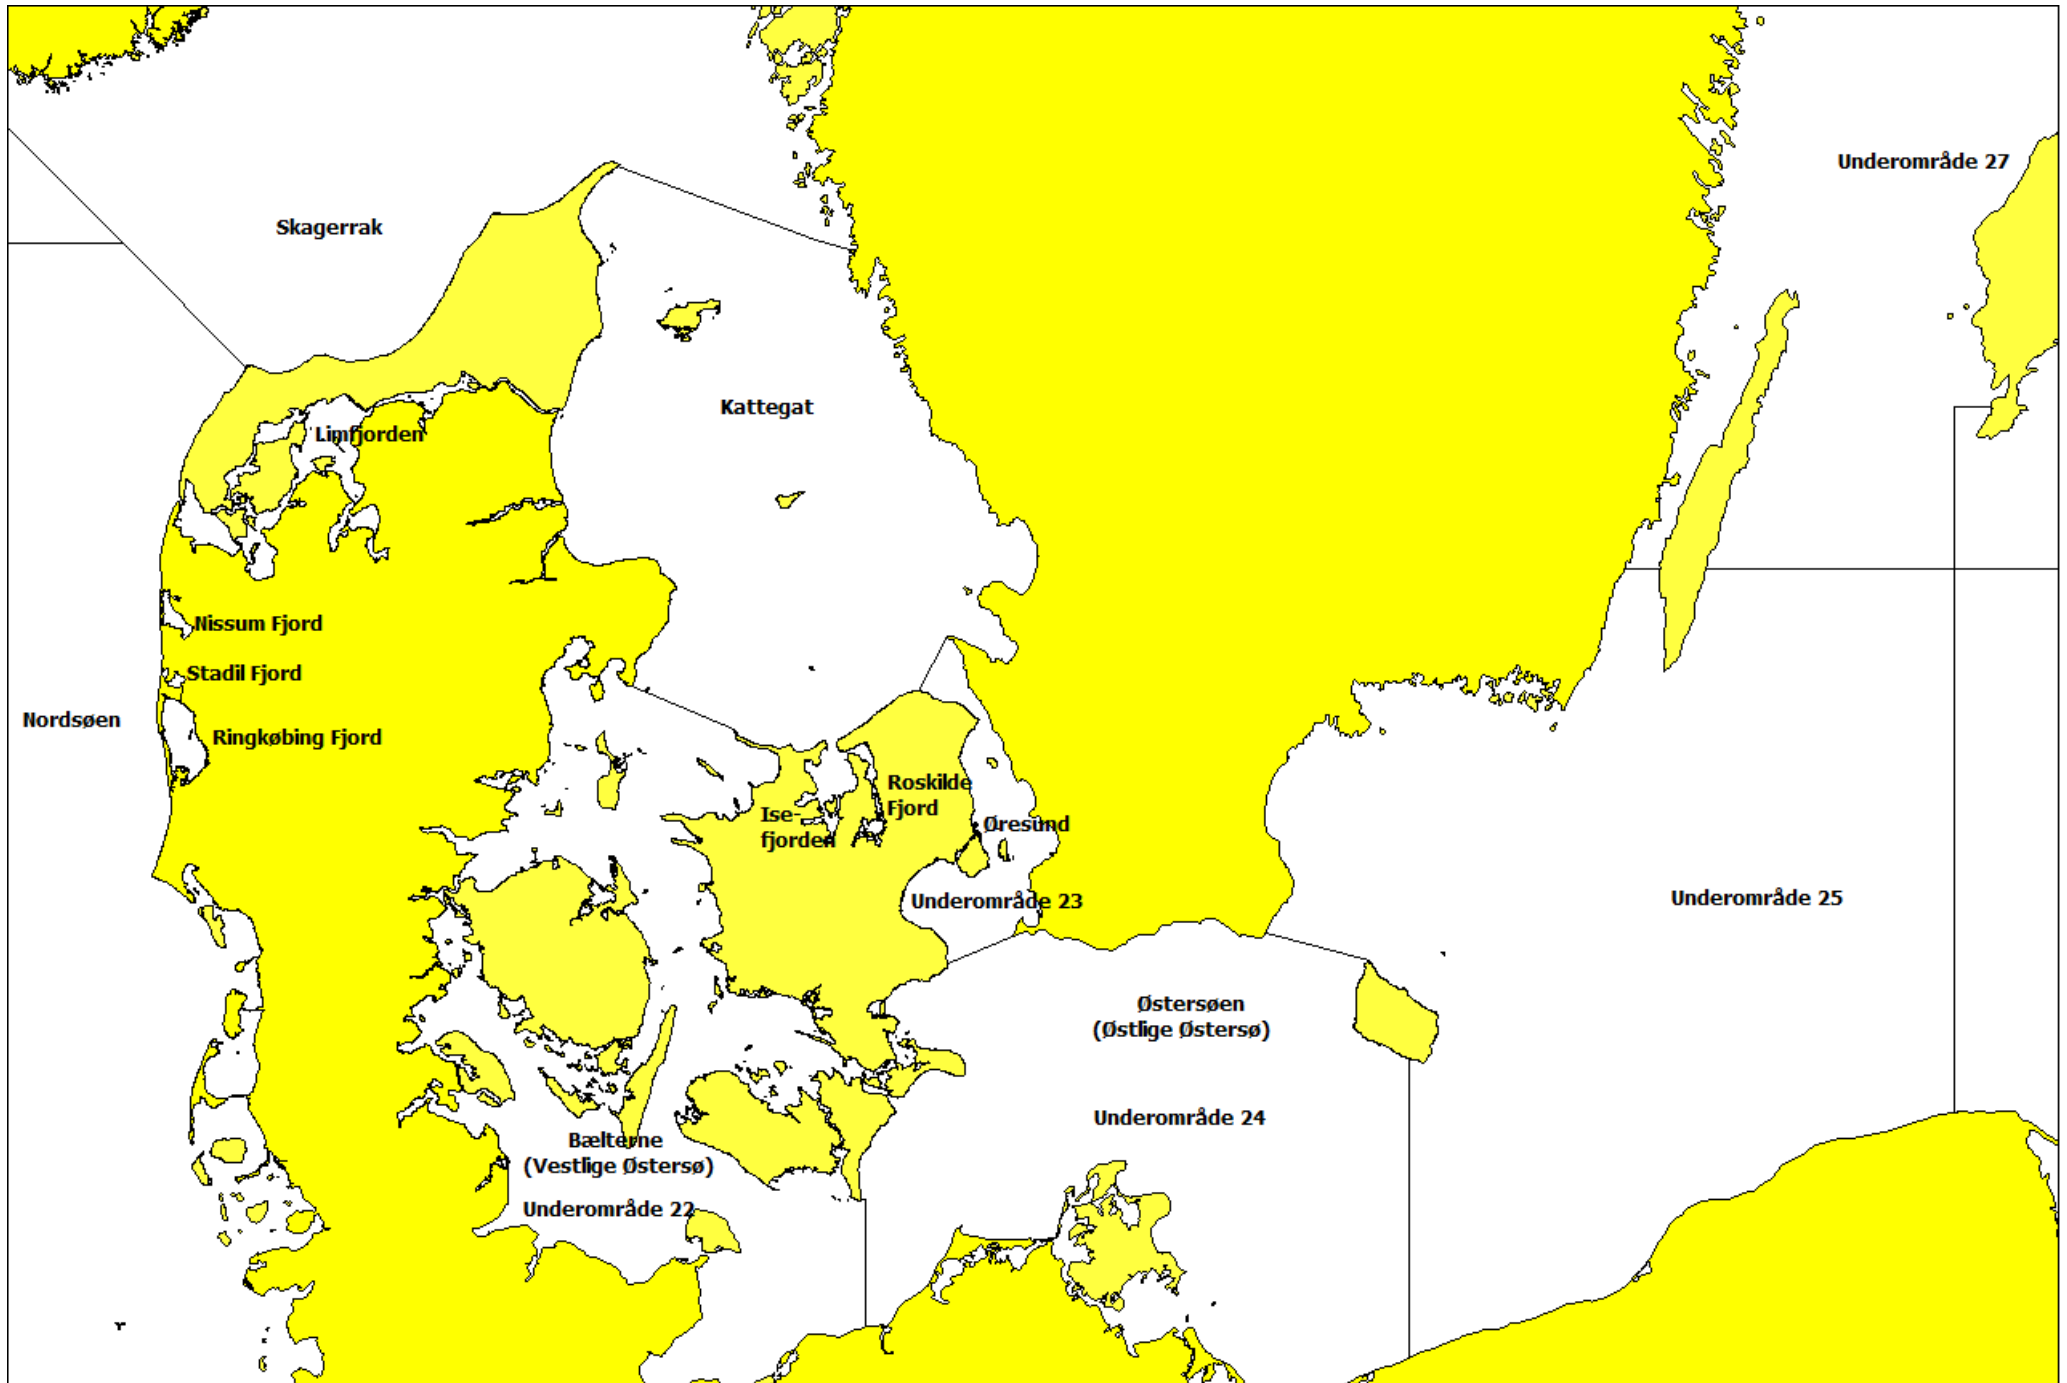 Underområde 27
Skagerrak
Kattegat
Limfjorden
Nissum Fjord
Stadil Fjord
Nordsøen
Ringkøbing Fjord
Roskilde
Fjord
Ise-
fjorden
Øresund
Underområde 23
Underområde 25
Østersøen
(Østlige Østersø)
Underområde 24
Bælterne
(Vestlige Østersø)
Underområde 22